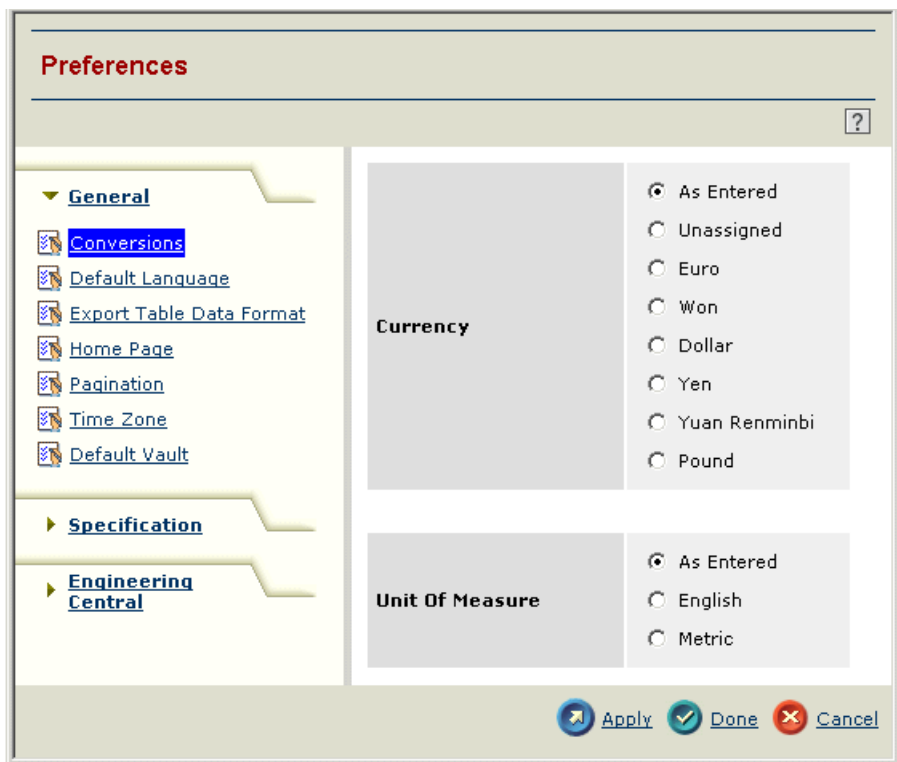 Preferences
?
General
Conversions
Default Language
Export Table Data Format
Home Page
Pagination
Time Zone
Default Vault
Specification
Engineering
Central
Currency
As Entered
Unassigned
Euro
Won
Dollar
Yen
Yuan Renminbi
Pound
Unit Of Measure
As Entered
English
Metric
Apply Done Cancel